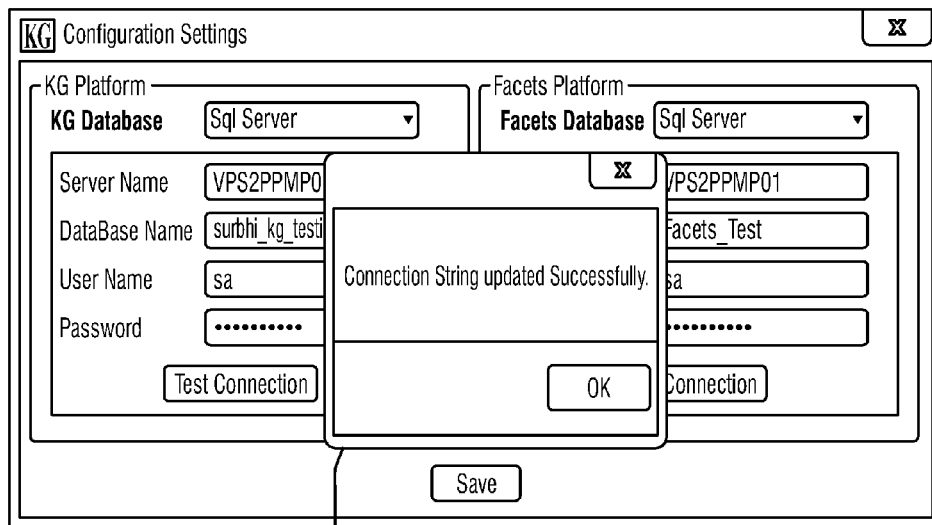 KG Configuration Settings X
KG Platform
KG Database Sql Server
Facets Platform
Facets Database Sql Server
Server Name VPS2PPMP0
DataBase Name surbhi_kg_testi
User Name sa
Password ••••••••••
Test Connection
X
Connection String updated Successfully.
OK
VPS2PPMP01
Facets_Test
sa
•••••••••••
Connection
Save